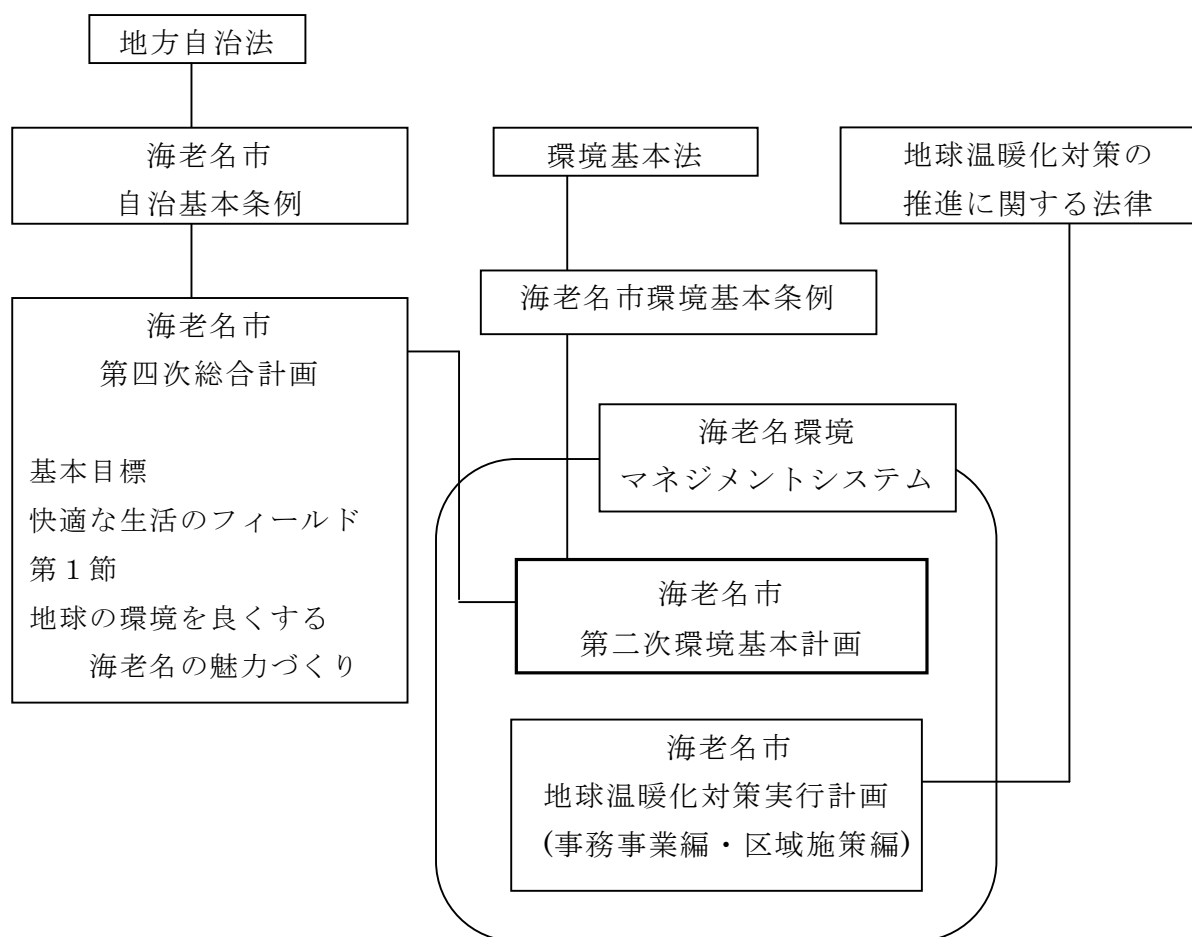 地方自治法
海老名市
自治基本条例
環境基本法
地球温暖化対策の
推進に関する法律
海老名市環境基本条例
海老名市
第四次総合計画
基本目標
快適な生活のフィールド
第１節
地球の環境を良くする
海老名の魅力づくり
海老名環境
マネジメントシステム
海老名市
第二次環境基本計画
海老名市
地球温暖化対策実行計画
(事務事業編・区域施策編)